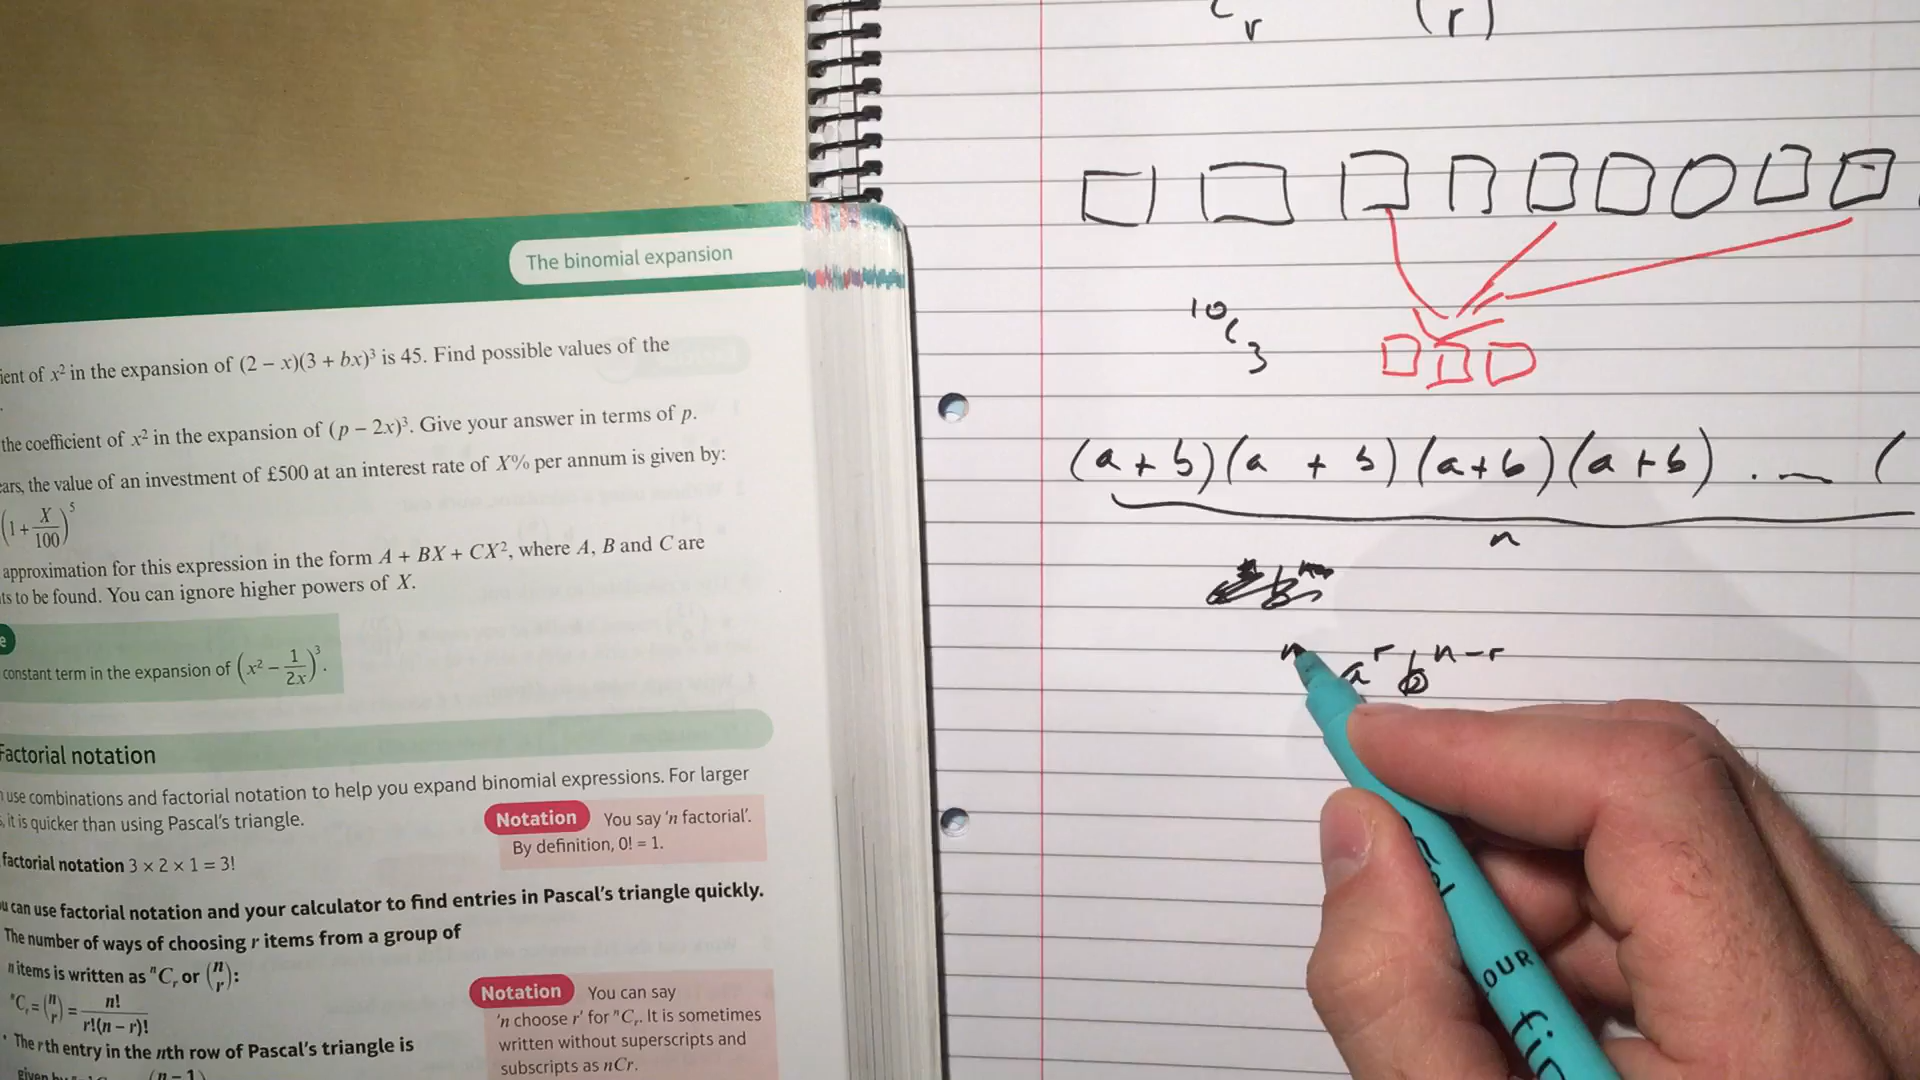 The binomial expansion
ient of x² in the expansion of (2 − x)(3 + bx)³ is 45. Find possible values of the
the coefficient of x² in the expansion of (p − 2x)³. Give your answer in terms of p.
ears, the value of an investment of £500 at an interest rate of X% per annum is given by:
(1 + X/100)⁵
approximation for this expression in the form A + BX + CX², where A, B and C are
ts to be found. You can ignore higher powers of X.
e
constant term in the expansion of (x² − 1/2x)³.
Factorial notation
use combinations and factorial notation to help you expand binomial expressions. For larger
, it is quicker than using Pascal's triangle.
factorial notation 3 × 2 × 1 = 3!
Notation You say 'n factorial'.
By definition, 0! = 1.
u can use factorial notation and your calculator to find entries in Pascal's triangle quickly.
The number of ways of choosing r items from a group of
n items is written as ⁿCᵣ or (n r):
ⁿCᵣ = (n r) = n!/r!(n − r)!
• The rth entry in the nth row of Pascal's triangle is
given by (n − 1)
Notation You can say
'n choose r' for ⁿCᵣ. It is sometimes
written without superscripts and
subscripts as nCr.
C r (r)
¹⁰C₃
(a + b)(a + b)(a + b)(a + b) . — (
n
n aʳ bⁿ⁻ʳ
OUR
fin